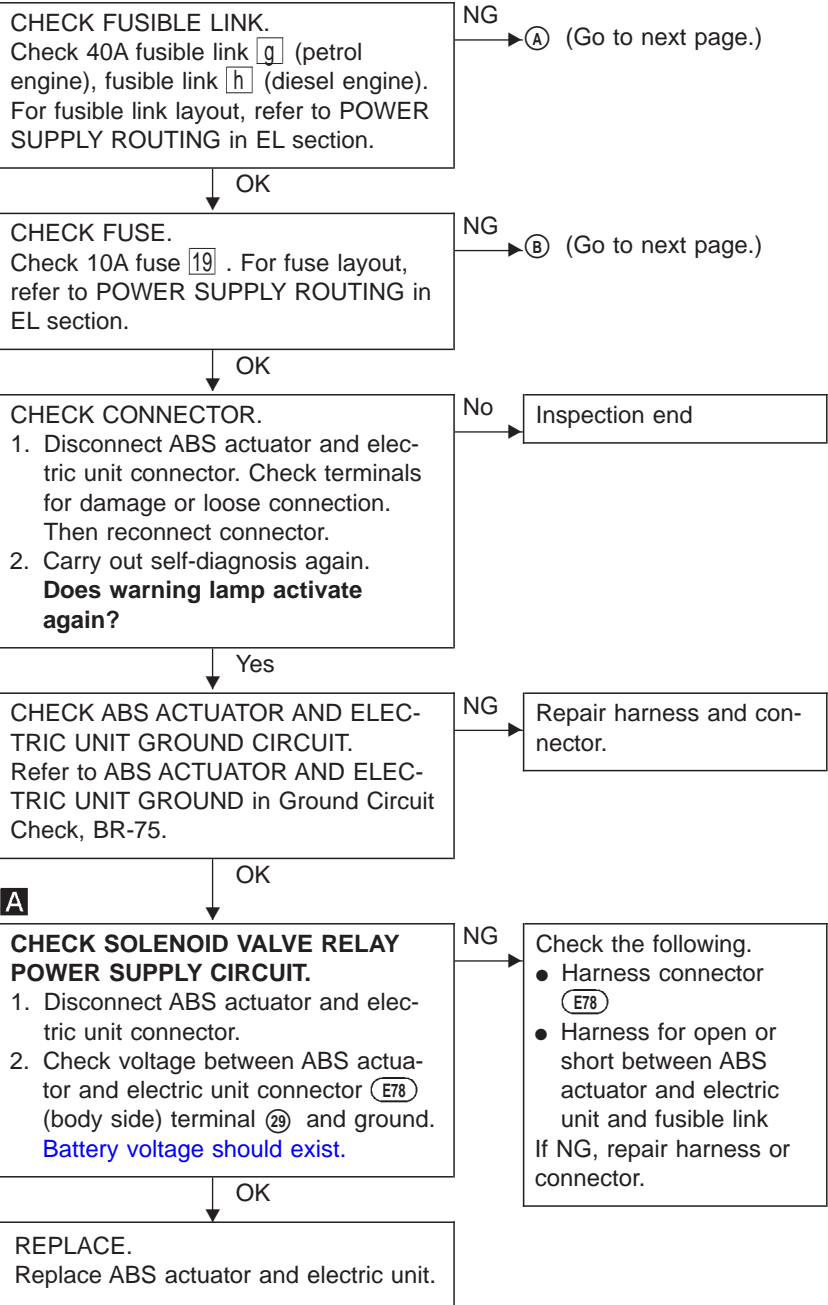 CHECK FUSIBLE LINK.
Check 40A fusible link g (petrol
engine), fusible link h (diesel engine).
For fusible link layout, refer to POWER
SUPPLY ROUTING in EL section.
NG
A (Go to next page.)
OK
CHECK FUSE.
Check 10A fuse 19 . For fuse layout,
refer to POWER SUPPLY ROUTING in
EL section.
NG
B (Go to next page.)
OK
CHECK CONNECTOR.
1. Disconnect ABS actuator and elec-
tric unit connector. Check terminals
for damage or loose connection.
Then reconnect connector.
2. Carry out self-diagnosis again.
Does warning lamp activate
again?
No
Inspection end
Yes
CHECK ABS ACTUATOR AND ELEC-
TRIC UNIT GROUND CIRCUIT.
Refer to ABS ACTUATOR AND ELEC-
TRIC UNIT GROUND in Ground Circuit
Check, BR-75.
NG
Repair harness and con-
nector.
OK
A
CHECK SOLENOID VALVE RELAY
POWER SUPPLY CIRCUIT.
1. Disconnect ABS actuator and elec-
tric unit connector.
2. Check voltage between ABS actua-
tor and electric unit connector E78
(body side) terminal 29 and ground.
Battery voltage should exist.
NG
Check the following.
● Harness connector
E78
● Harness for open or
short between ABS
actuator and electric
unit and fusible link
If NG, repair harness or
connector.
OK
REPLACE.
Replace ABS actuator and electric unit.